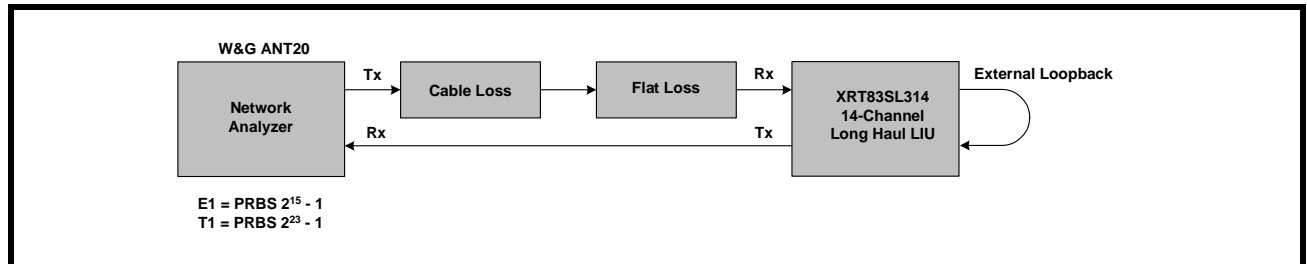 W&G ANT20
Network
Analyzer
Tx
Cable Loss
Flat Loss
Rx
XRT83SL314
14-Channel
Long Haul LIU
External Loopback
Rx
Tx
E1 = PRBS 2¹⁵ - 1
T1 = PRBS 2²³ - 1